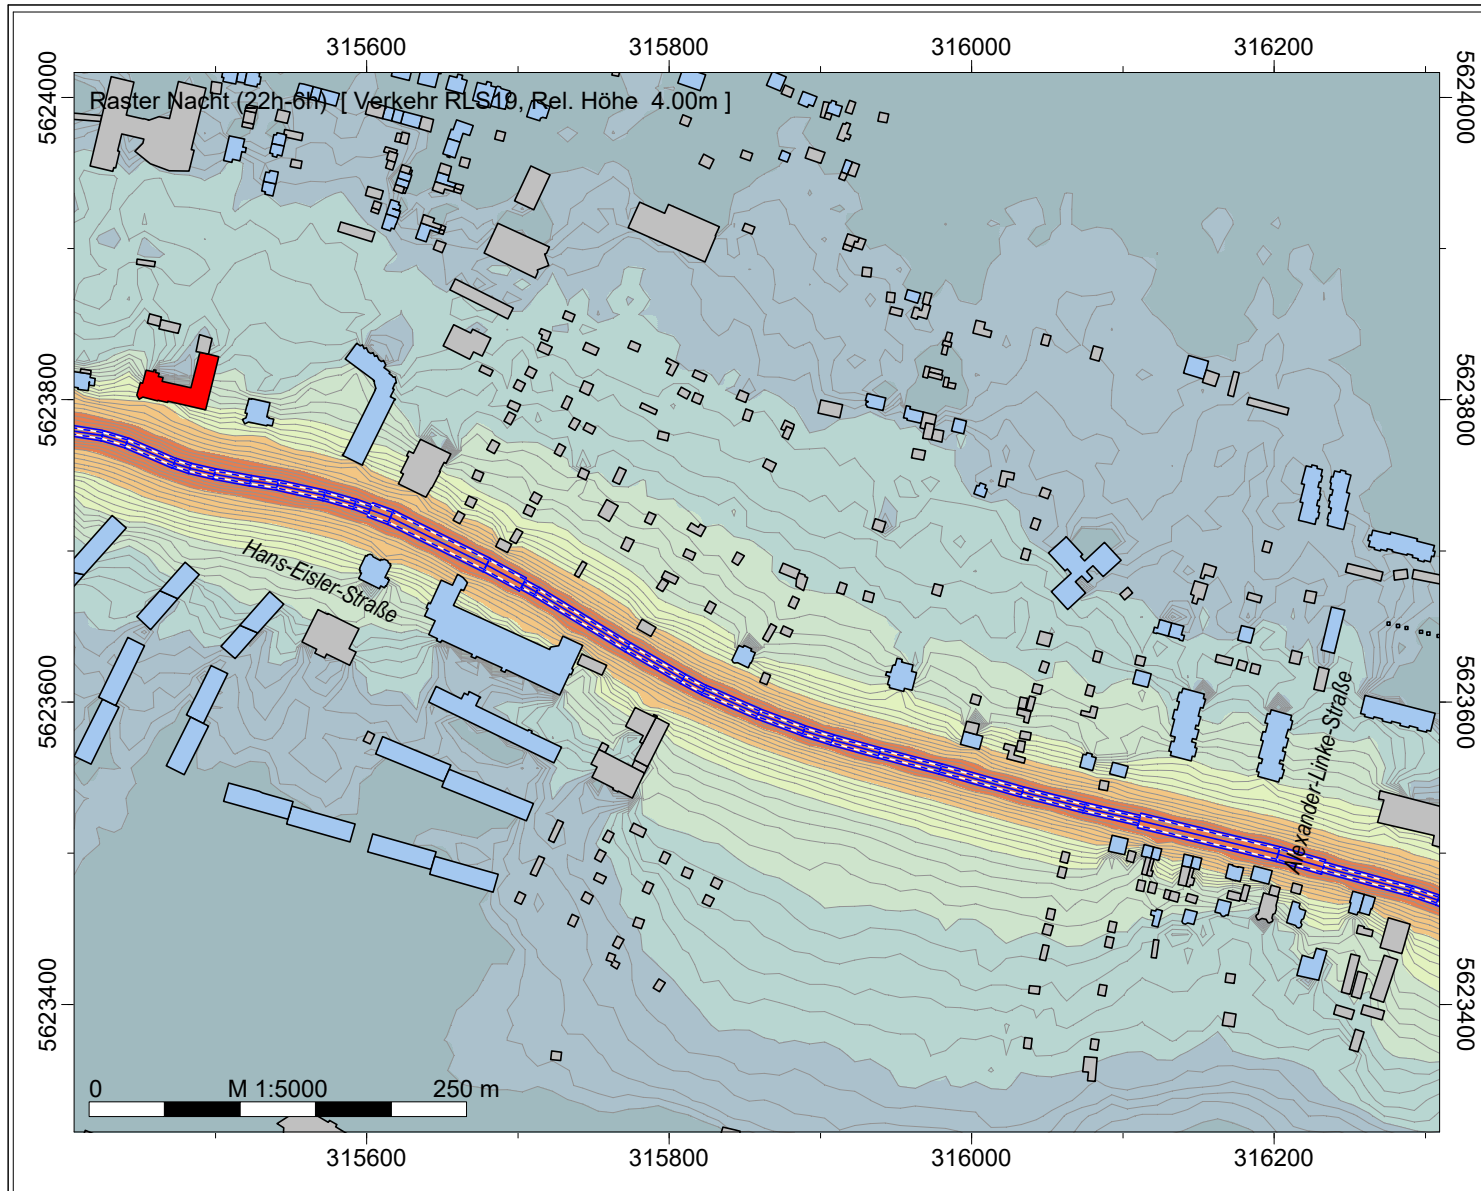 315600 315800 316000 316200
5624000
5624000
Raster Nacht (22h-6h) [ Verkehr RLS19, Rel. Höhe 4.00m ]
5623800
5623800
Hans-Eisler-Straße
5623600
5623600
Alexander-Linke-Straße
5623400
5623400
0 M 1:5000 250 m
315600 315800 316000 316200